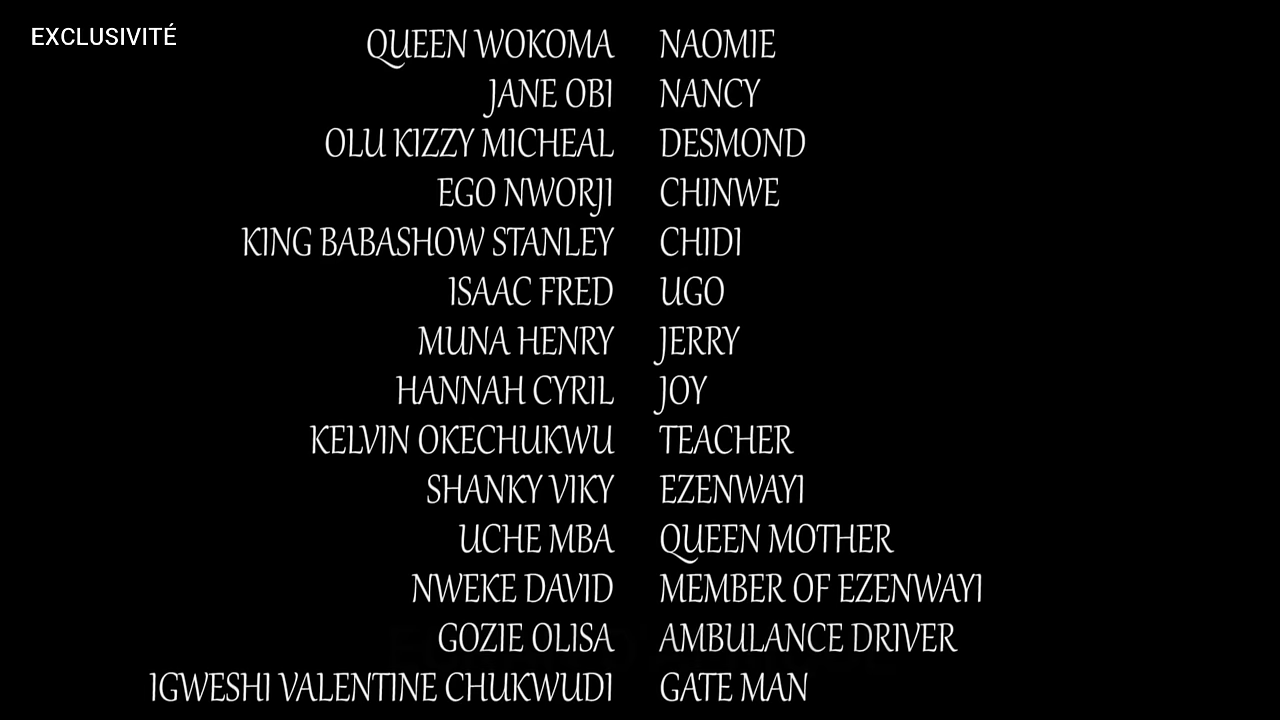 EXCLUSIVITÉ
QUEEN WOKOMA NAOMIE
JANE OBI NANCY
OLU KIZZY MICHEAL DESMOND
EGO NWORJI CHINWE
KING BABASHOW STANLEY CHIDI
ISAAC FRED UGO
MUNA HENRY JERRY
HANNAH CYRIL JOY
KELVIN OKECHUKWU TEACHER
SHANKY VIKY EZENWAYI
UCHE MBA QUEEN MOTHER
NWEKE DAVID MEMBER OF EZENWAYI
GOZIE OLISA AMBULANCE DRIVER
IGWESHI VALENTINE CHUKWUDI GATE MAN